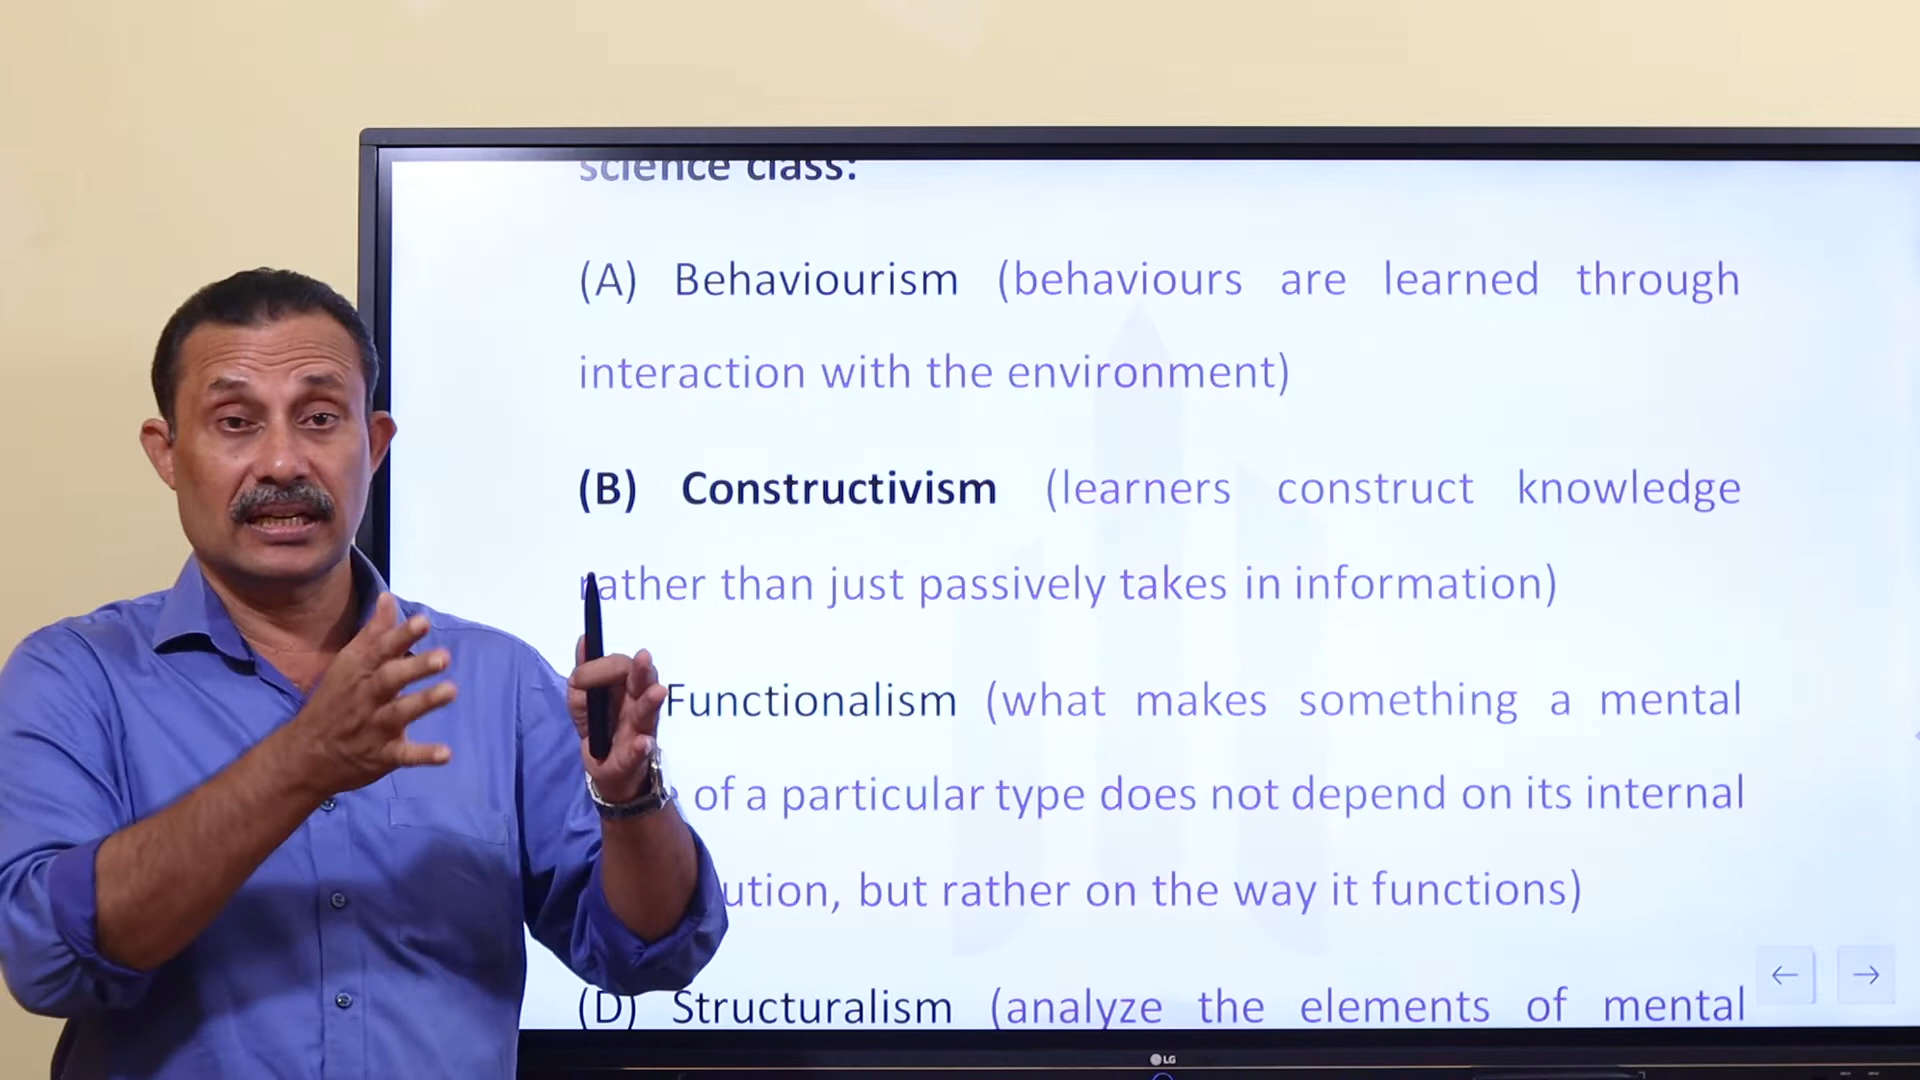 science class:
(A) Behaviourism (behaviours are learned through
interaction with the environment)
(B) Constructivism (learners construct knowledge
rather than just passively takes in information)
Functionalism (what makes something a mental
of a particular type does not depend on its internal
ution, but rather on the way it functions)
(D) Structuralism (analyze the elements of mental
LG